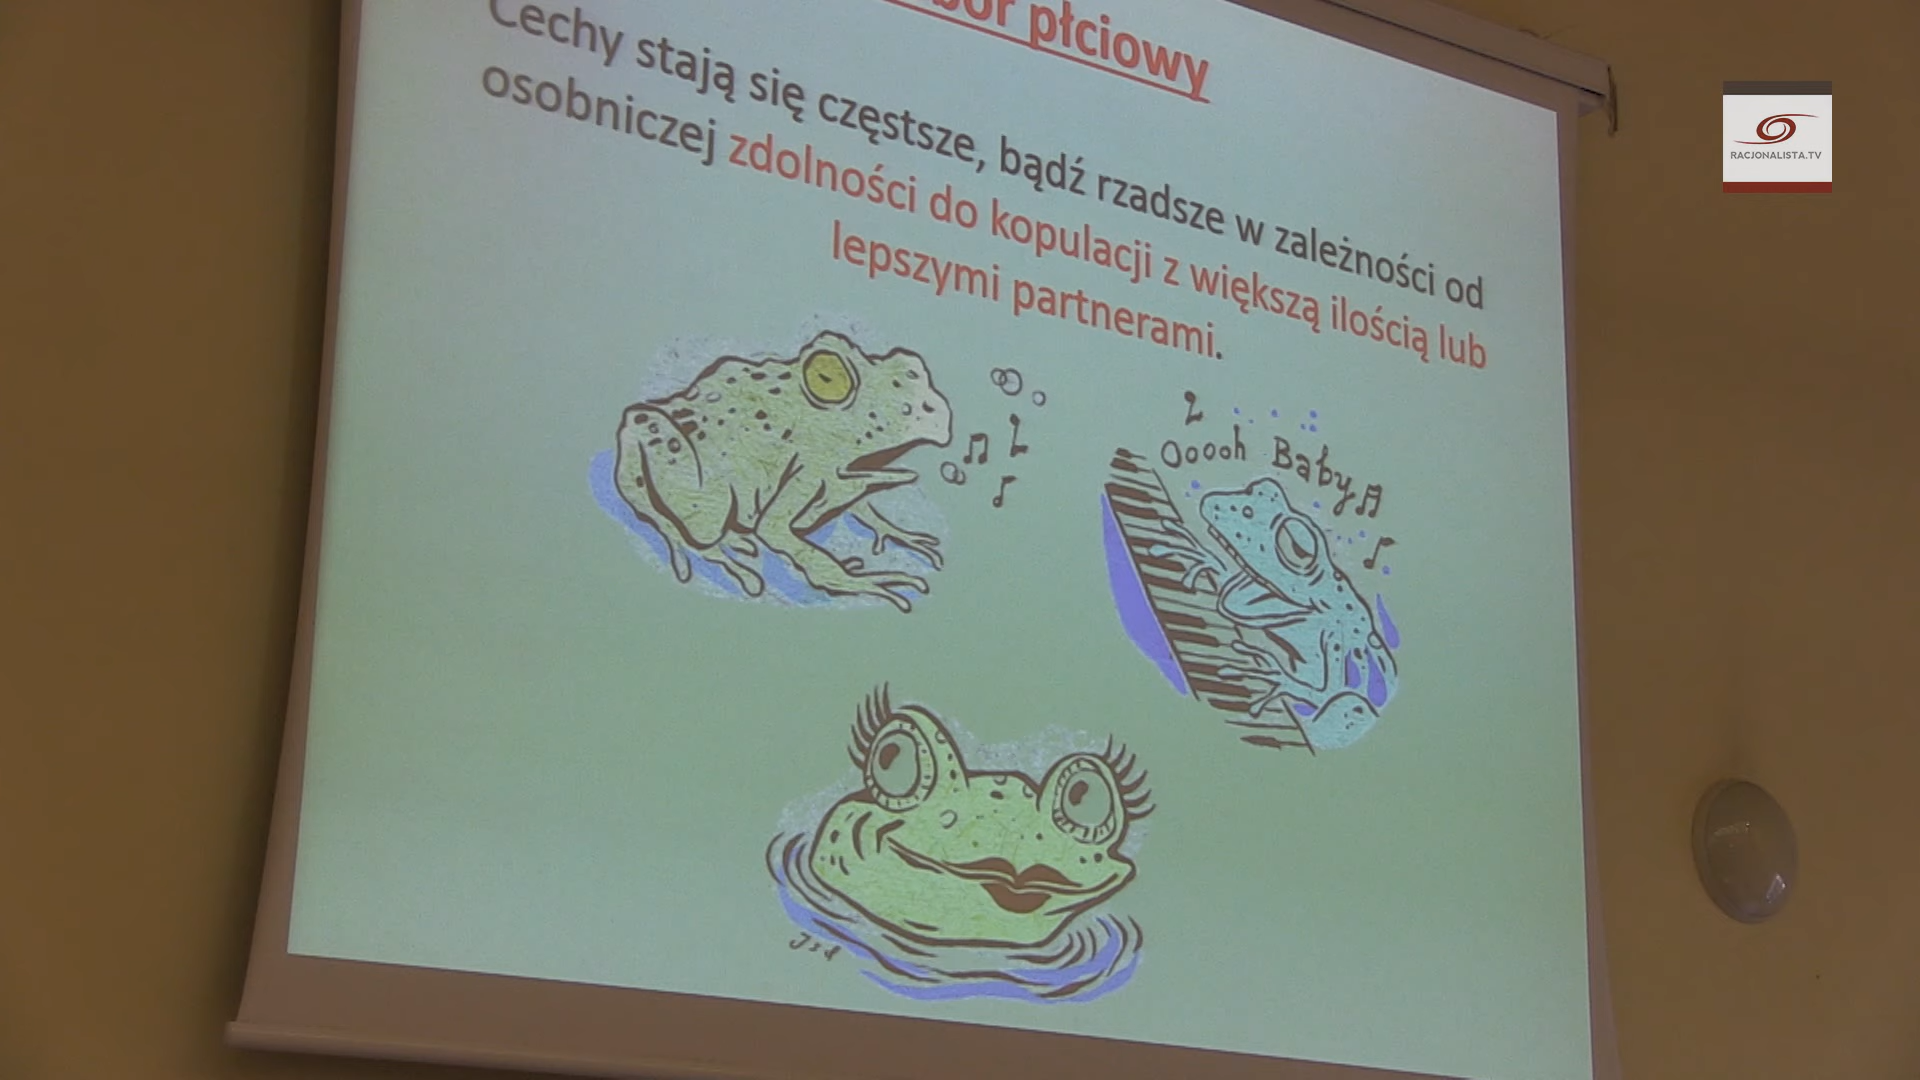 płciowy
Cechy stają się częstsze, bądź rzadsze w zależności od
osobniczej zdolności do kopulacji z większą ilością lub
lepszymi partnerami.
Ooooh Baby
Jsd
RACJONALISTA.TV